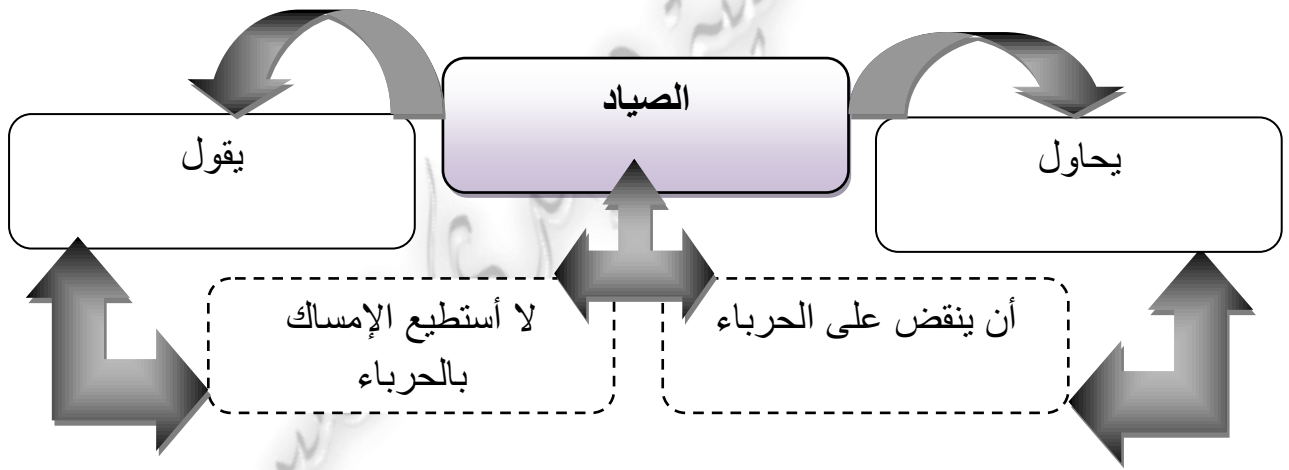 الصياد
يحاول
يقول
أن ينقض على الحرباء
لا أستطيع الإمساك
بالحرباء